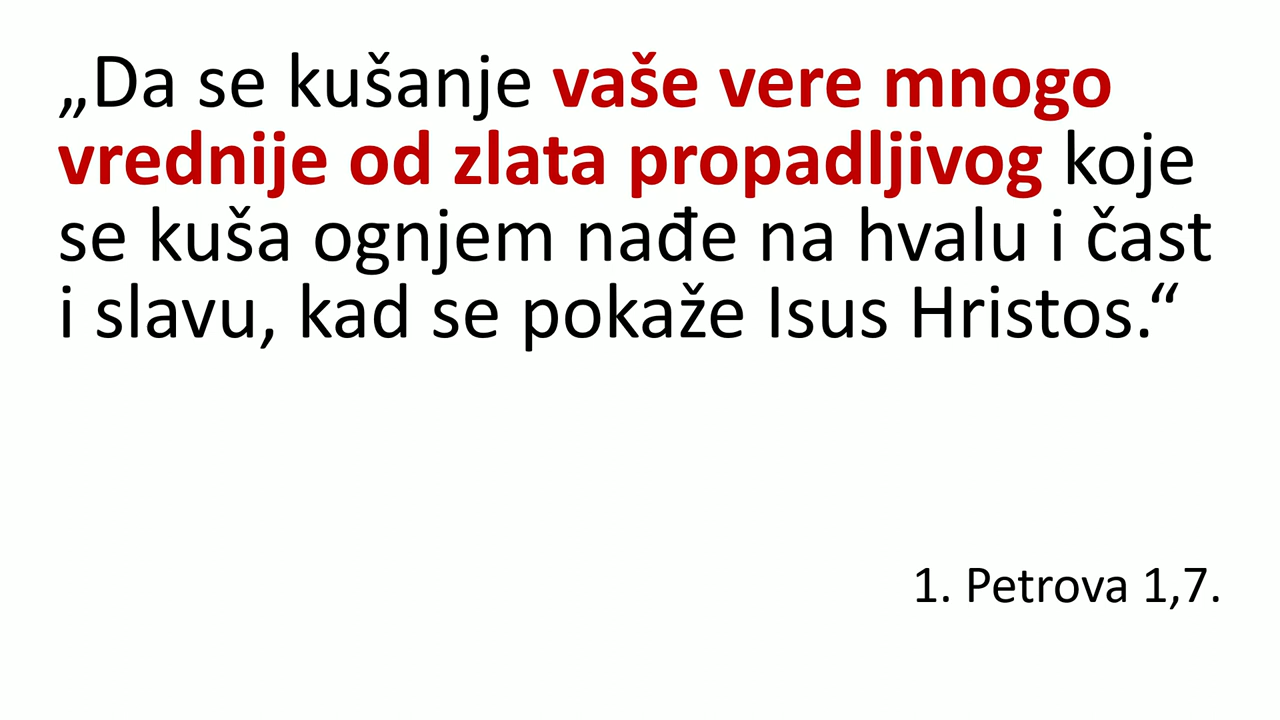 „Da se kušanje vaše vere mnogo
vrednije od zlata propadljivog koje
se kuša ognjem nađe na hvalu i čast
i slavu, kad se pokaže Isus Hristos.“
1. Petrova 1,7.